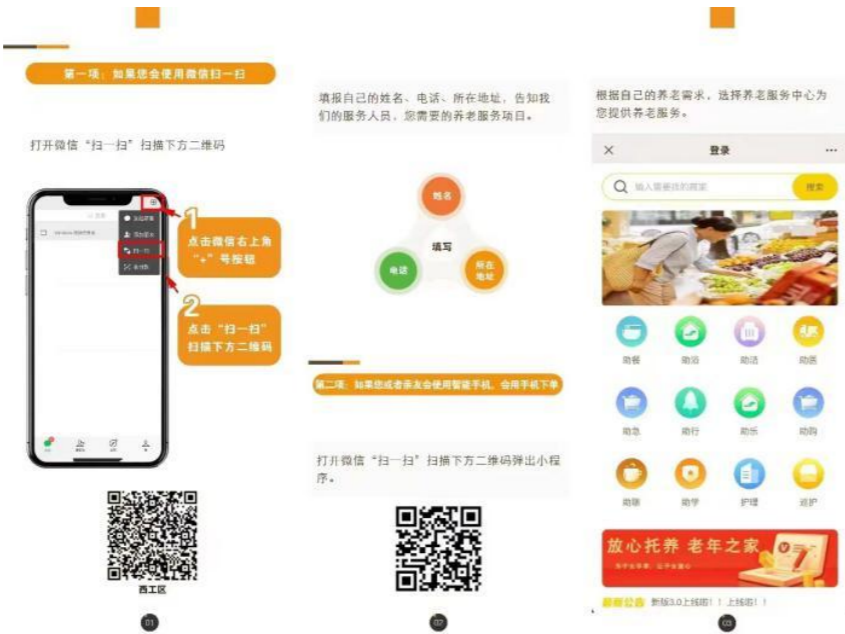 第一项：如果您会使用微信扫一扫
打开微信“扫一扫”扫描下方二维码
扫一扫
1
点击微信右上角
“+”号按钮
2
点击“扫一扫”
扫描下方二维码
西工区
01
填报自己的姓名、电话、所在地址，告知我
们的服务人员，您需要的养老服务项目。
姓名
填写
电话
所在
地址
第二项：如果您或者亲友会使用智能手机，会用手机下单
打开微信“扫一扫”扫描下方二维码弹出小程
序。
02
根据自己的养老需求，选择养老服务中心为
您提供养老服务。
登录
搜索
助餐
助浴
助洁
助医
助急
助行
助乐
助购
助学
护理
巡护
放心托养 老年之家
最新公告 新版3.0上线啦！！上线啦！！
03